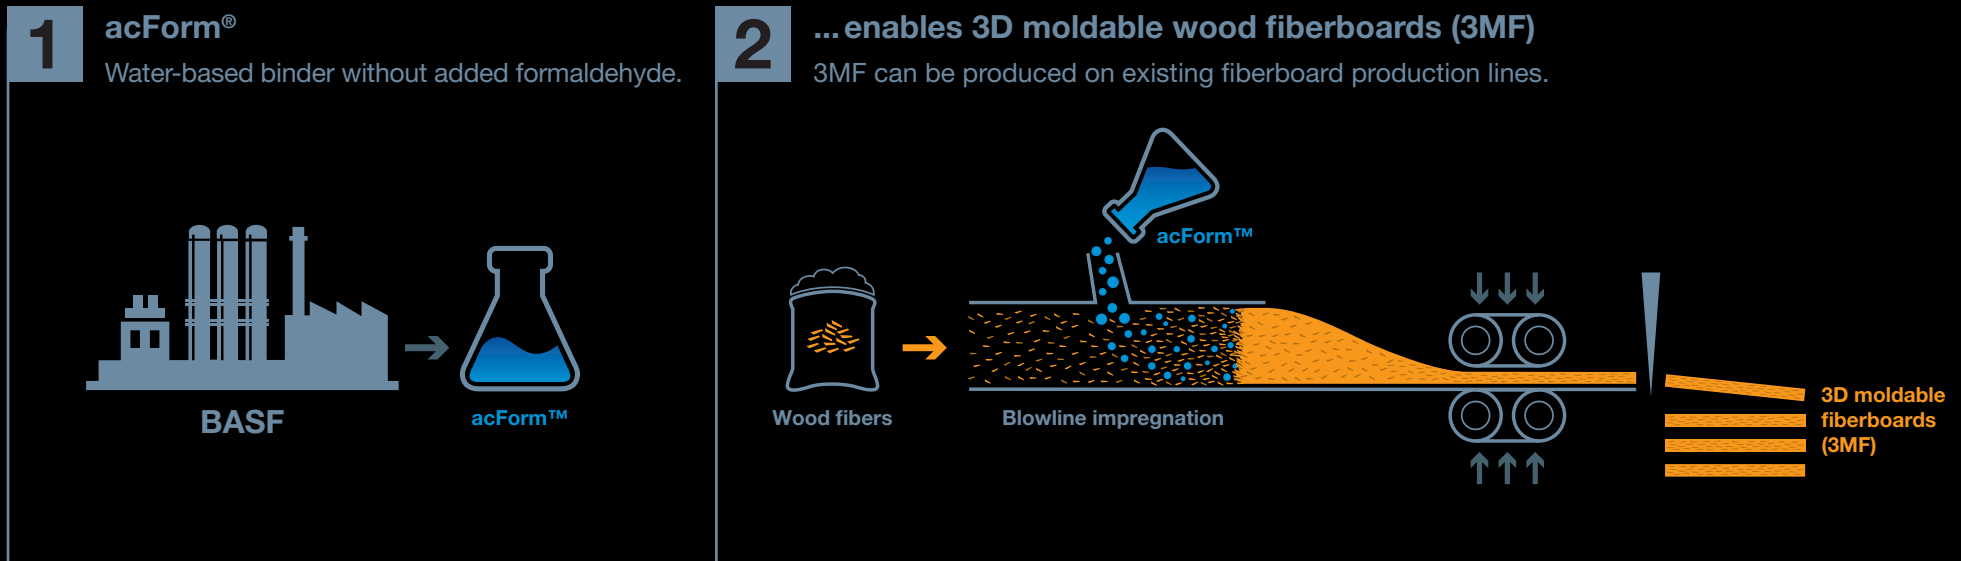 1
acForm®
Water-based binder without added formaldehyde.
BASF
acForm™
2
... enables 3D moldable wood fiberboards (3MF)
3MF can be produced on existing fiberboard production lines.
acForm™
Wood fibers
Blowline impregnation
3D moldable
fiberboards
(3MF)